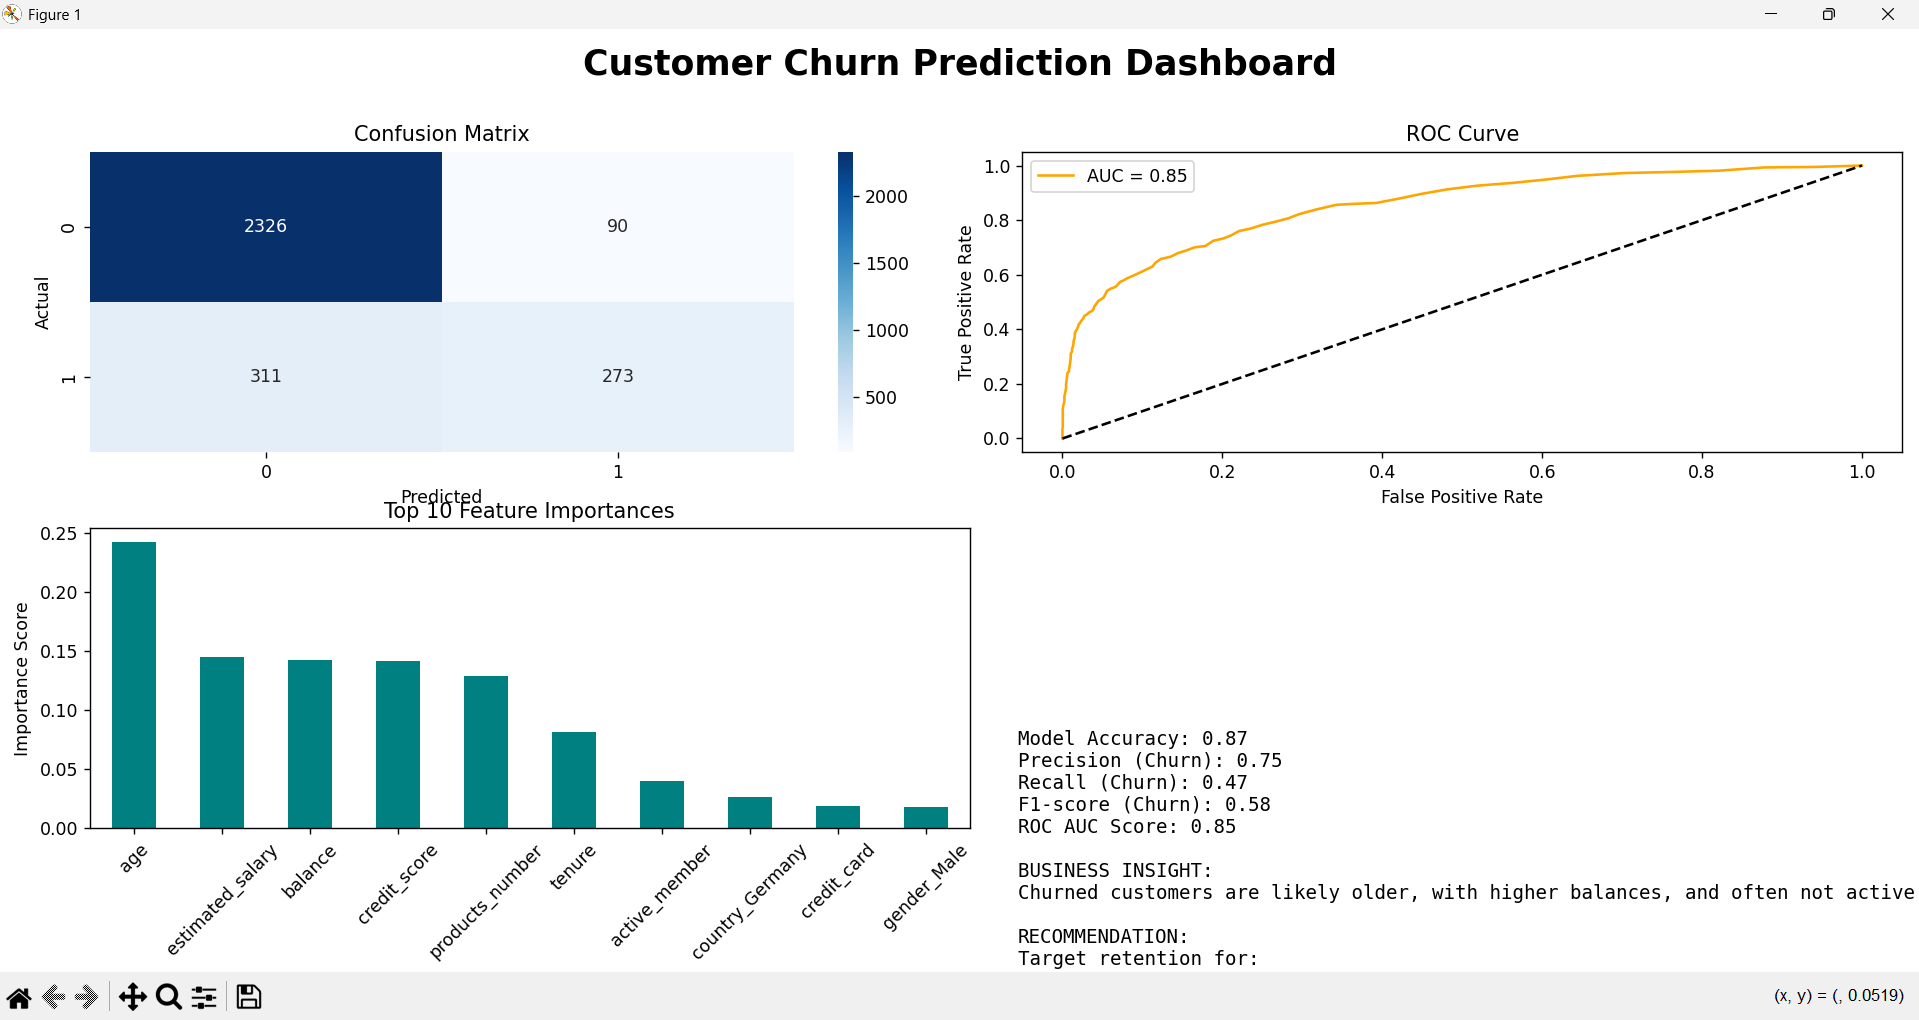 Figure 1
Customer Churn Prediction Dashboard
Confusion Matrix
2326
90
311
273
0
1
Actual
0
1
Predicted
2000
1500
1000
500
ROC Curve
AUC = 0.85
1.0
0.8
0.6
0.4
0.2
0.0
True Positive Rate
0.0
0.2
0.4
0.6
0.8
1.0
False Positive Rate
Top 10 Feature Importances
0.25
0.20
0.15
0.10
0.05
0.00
Importance Score
age
estimated_salary
balance
credit_score
products_number
tenure
active_member
country_Germany
credit_card
gender_Male
Model Accuracy: 0.87
Precision (Churn): 0.75
Recall (Churn): 0.47
F1-score (Churn): 0.58
ROC AUC Score: 0.85
BUSINESS INSIGHT:
Churned customers are likely older, with higher balances, and often not active
RECOMMENDATION:
Target retention for:
(x, y) = (, 0.0519)